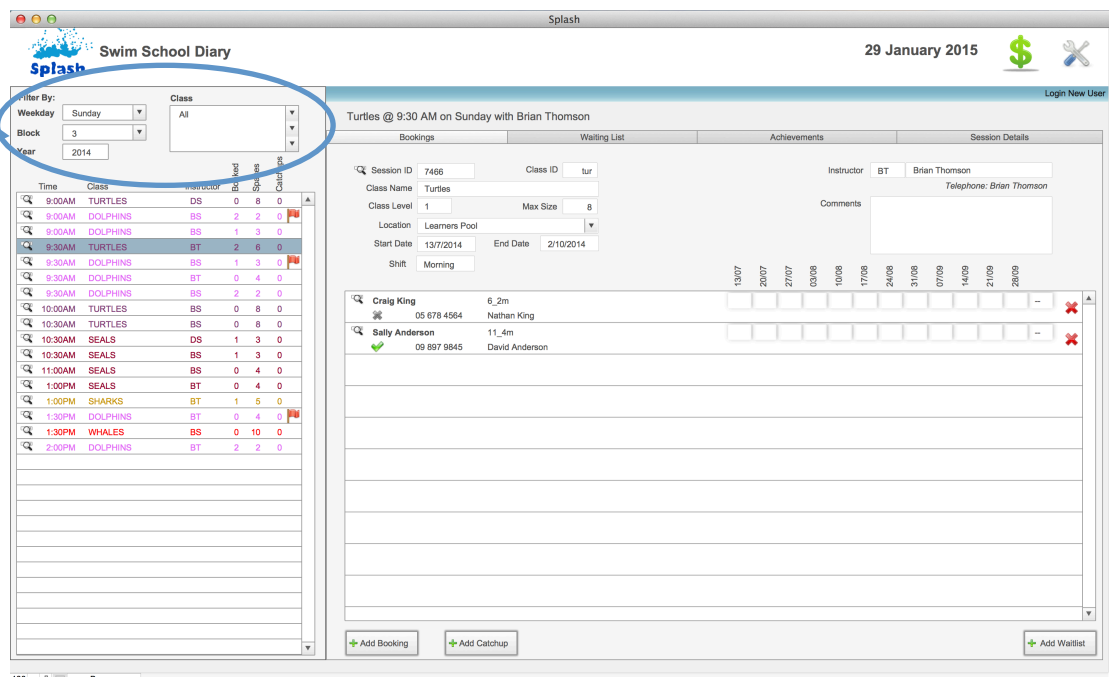 Splash
Swim School Diary
Splash
29 January 2015
Login New User
Filter By:
Weekday Sunday
Block 3
Year 2014
Class
All
Time Class Instructor Booked Spaces Catchups
9:00AM TURTLES DS 0 8 0
9:00AM DOLPHINS BS 2 2 0
9:00AM DOLPHINS BS 1 3 0
9:30AM TURTLES BT 2 6 0
9:30AM DOLPHINS BS 1 3 0
9:30AM DOLPHINS BT 0 4 0
9:30AM DOLPHINS BS 2 2 0
10:00AM TURTLES BS 0 8 0
10:30AM TURTLES BS 0 8 0
10:30AM SEALS DS 1 3 0
10:30AM SEALS BS 1 3 0
11:00AM SEALS BS 0 4 0
1:00PM SEALS BT 0 4 0
1:00PM SHARKS BT 1 5 0
1:30PM DOLPHINS BT 0 4 0
1:30PM WHALES BS 0 10 0
2:00PM DOLPHINS BT 2 2 0
Turtles @ 9:30 AM on Sunday with Brian Thomson
Bookings Waiting List Achievements Session Details
Session ID 7466 Class ID tur Instructor BT Brian Thomson
Class Name Turtles Telephone: Brian Thomson
Class Level 1 Max Size 8 Comments
Location Learners Pool
Start Date 13/7/2014 End Date 2/10/2014
Shift Morning
13/07 20/07 27/07 03/08 10/08 17/08 24/08 31/08 07/09 14/09 21/09 28/09
Craig King 6_2m --
05 678 4564 Nathan King
Sally Anderson 11_4m --
09 897 9845 David Anderson
Add Booking Add Catchup Add Waitlist